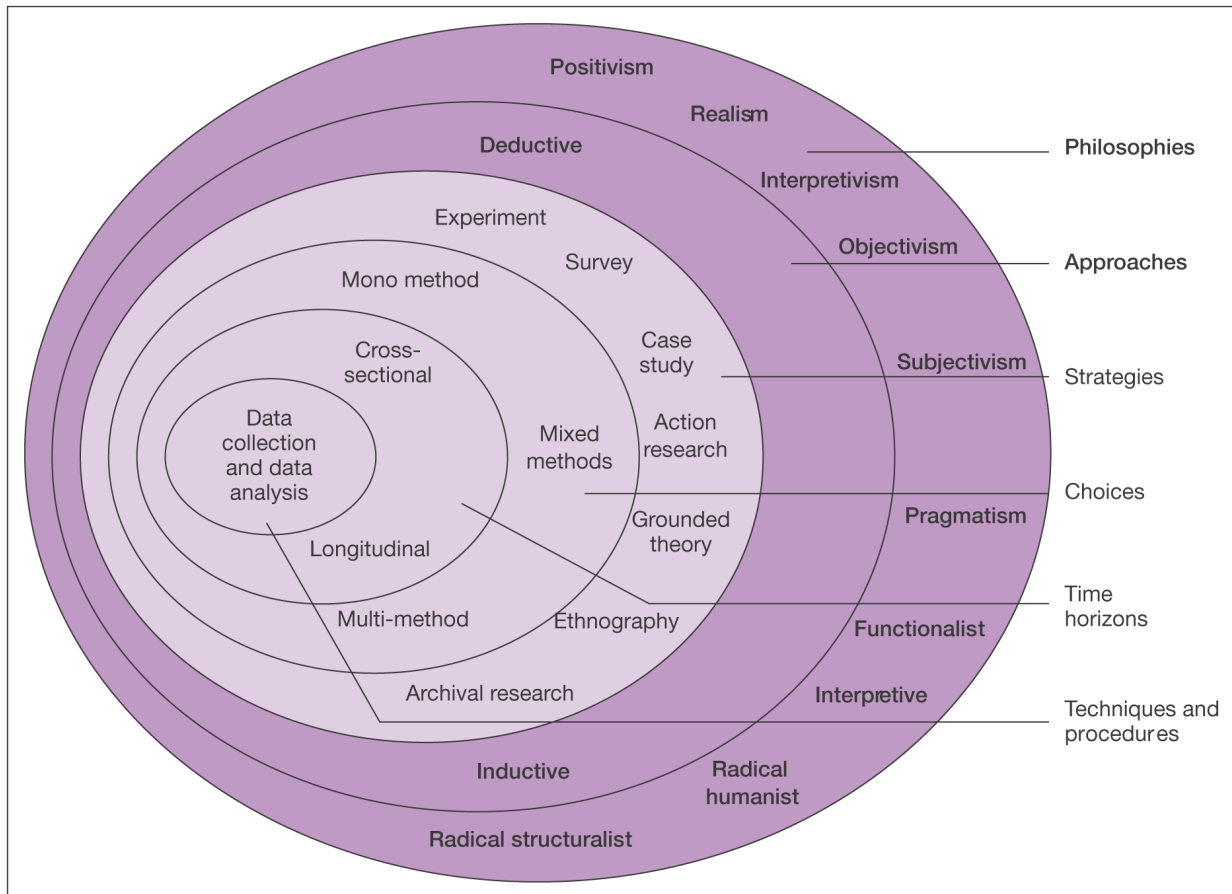 Positivism
Realism
Deductive
Philosophies
Interpretivism
Experiment
Objectivism
Survey
Approaches
Mono method
Case
study
Cross-
sectional
Subjectivism
Strategies
Data
collection
and data
analysis
Mixed
methods
Action
research
Choices
Pragmatism
Grounded
theory
Longitudinal
Time
horizons
Multi-method
Ethnography
Functionalist
Archival research
Interpretive
Techniques and
procedures
Inductive
Radical
humanist
Radical structuralist